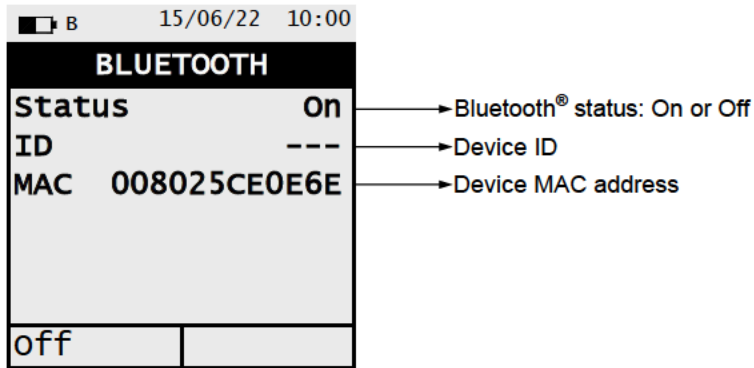 B 15/06/22 10:00
BLUETOOTH
Status On Bluetooth® status: On or Off
ID --- Device ID
MAC 008025CE0E6E Device MAC address
Off